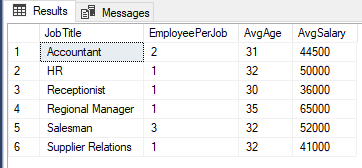 Results Messages
JobTitle EmployeePerJob AvgAge AvgSalary
1 Accountant 2 31 44500
2 HR 1 32 50000
3 Receptionist 1 30 36000
4 Regional Manager 1 35 65000
5 Salesman 3 32 52000
6 Supplier Relations 1 32 41000